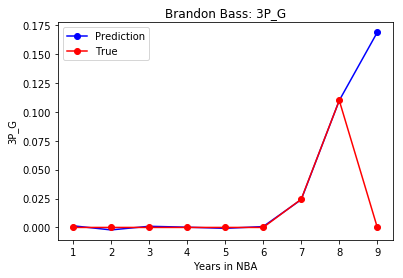 Brandon Bass: 3P_G
Prediction
True
0.175
0.150
0.125
0.100
0.075
0.050
0.025
0.000
3P_G
1 2 3 4 5 6 7 8 9
Years in NBA